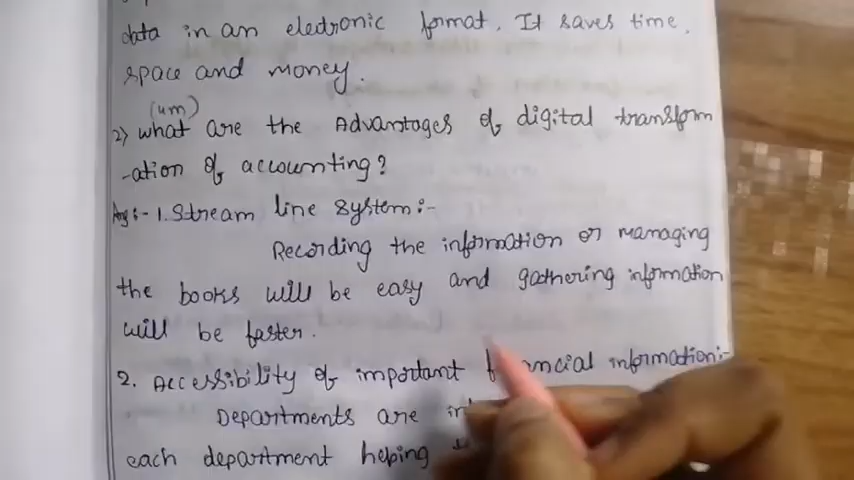 data in an electronic format. It saves time,
space and money.
(um)
2) what are the Advantages of digital transform
-ation of accounting?
Ans:- 1. Stream line system:-
Recording the information or managing
the books will be easy and gathering information
will be faster.
2. Accessibility of important financial information:-
Departments are
each department heping